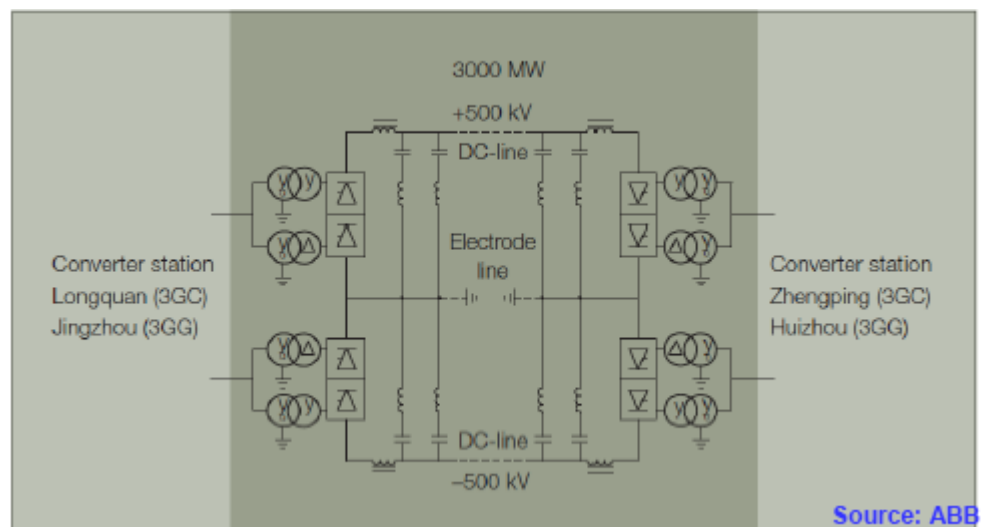 3000 MW
+500 kV
DC-line
Electrode
line
Converter station
Longquan (3GC)
Jingzhou (3GG)
Converter station
Zhengping (3GC)
Huizhou (3GG)
DC-line
–500 kV
Source: ABB